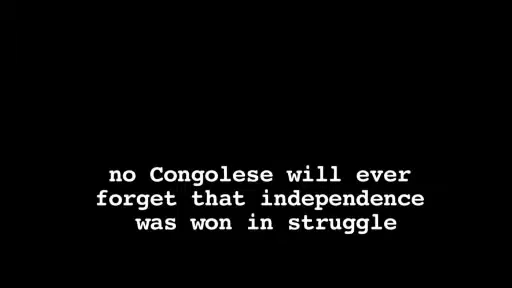 no Congolese will ever
forget that independence
was won in struggle